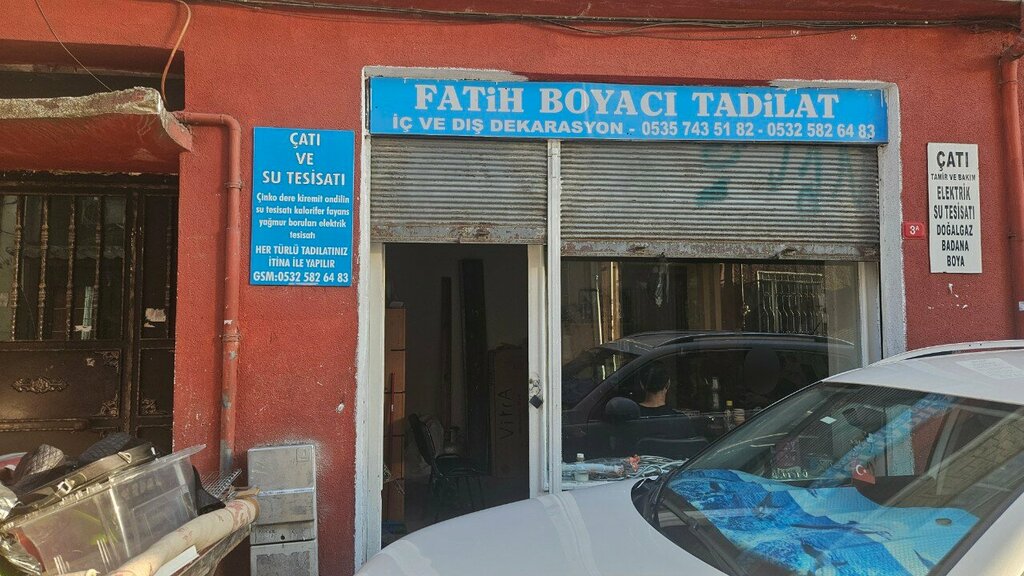 FATiH BOYACI TADiLAT
İÇ VE DIŞ DEKARASYON - 0535 743 51 82 - 0532 582 64 83
ÇATI
VE
SU TESİSATI
Çinko dere kiremit ondilin
su tesisatı kalorifer fayans
yağmur boruları elektrik
tesisatı
HER TÜRLÜ TADİLATINIZ
İTİNA İLE YAPILIR
GSM:0532 582 64 83
3A
ÇATI
TAMİR VE BAKIM
ELEKTRİK
SU TESİSATI
DOĞALGAZ
BADANA
BOYA
VitrA